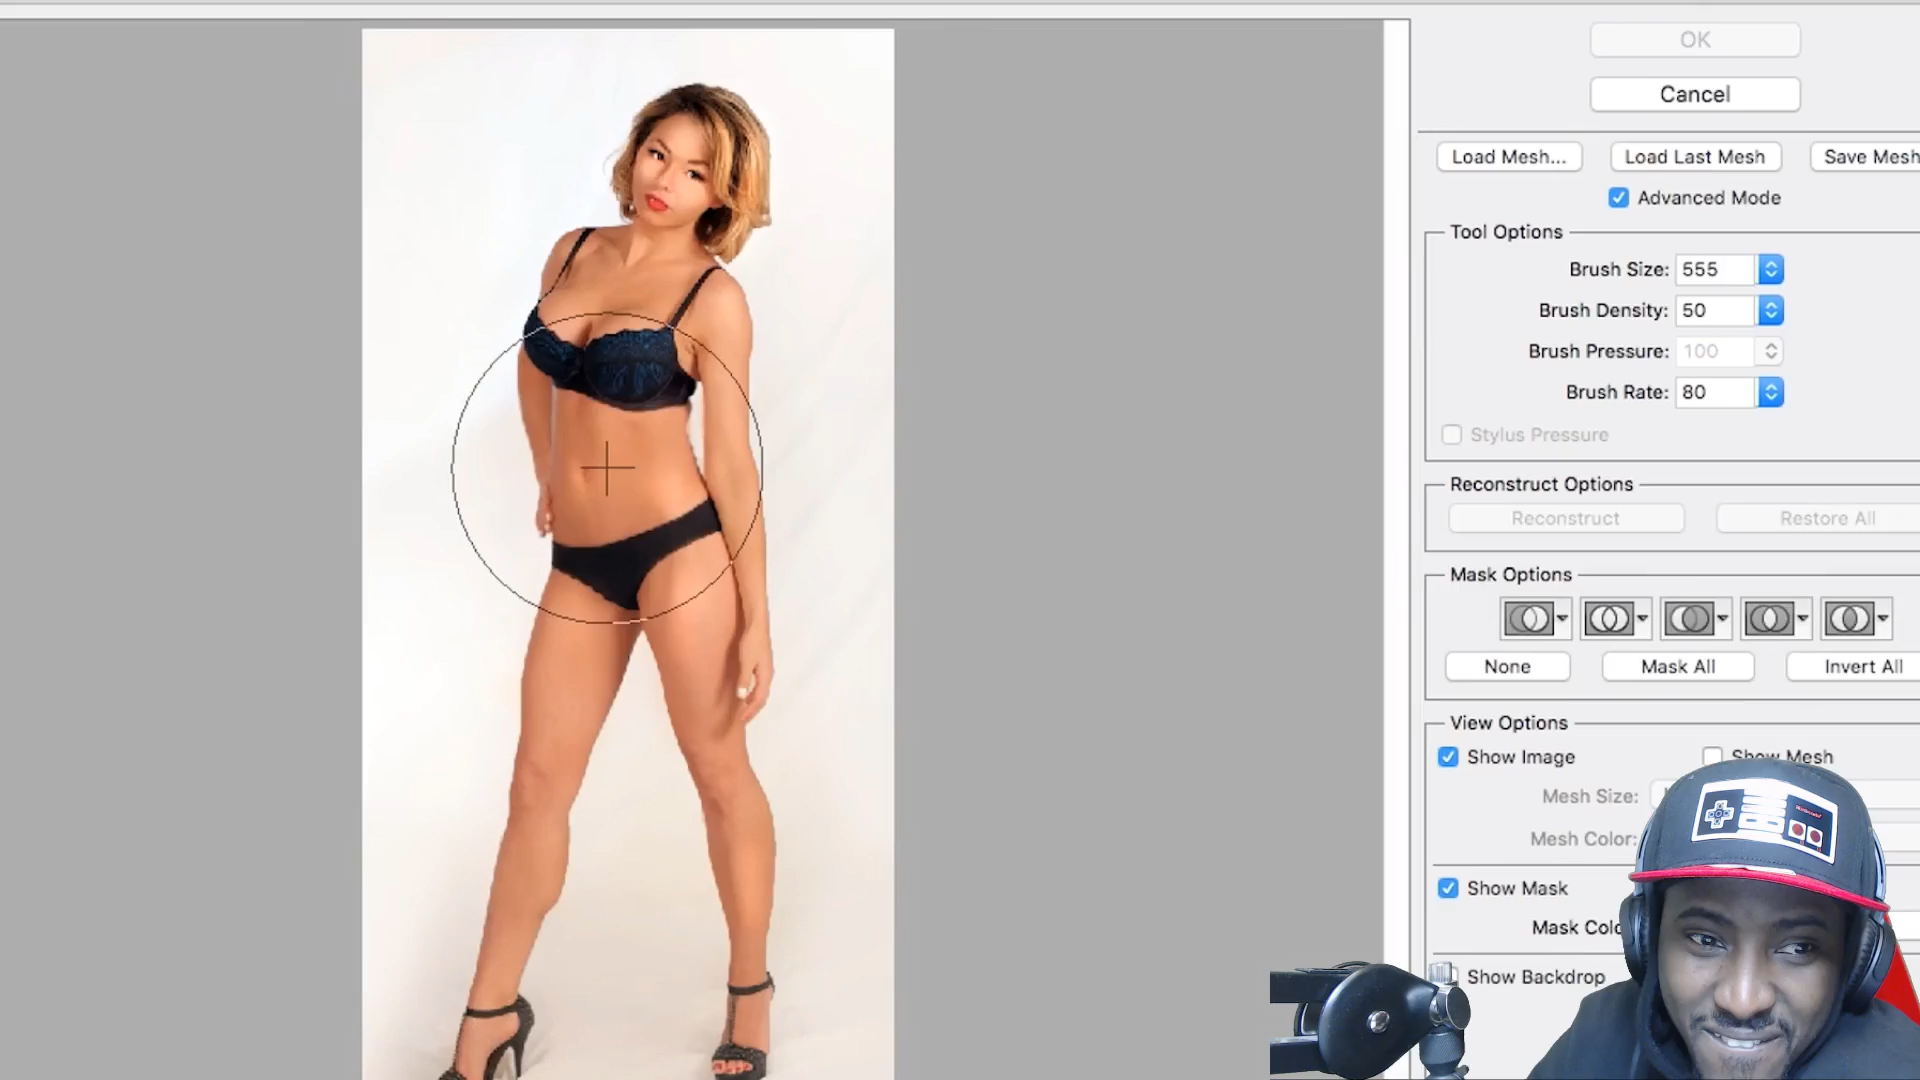 OK
Cancel
Load Mesh... Load Last Mesh Save Mesh
Advanced Mode
Tool Options
Brush Size: 555
Brush Density: 50
Brush Pressure: 100
Brush Rate: 80
Stylus Pressure
Reconstruct Options
Reconstruct Restore All
Mask Options
None Mask All Invert All
View Options
Show Image Show Mesh
Mesh Size:
Mesh Color:
Show Mask
Mask Colo
Show Backdrop